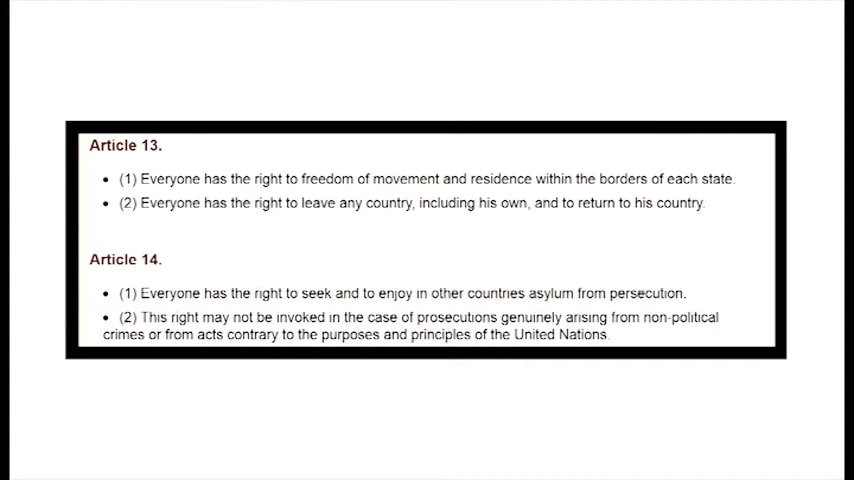 Article 13.
• (1) Everyone has the right to freedom of movement and residence within the borders of each state.
• (2) Everyone has the right to leave any country, including his own, and to return to his country.
Article 14.
• (1) Everyone has the right to seek and to enjoy in other countries asylum from persecution.
• (2) This right may not be invoked in the case of prosecutions genuinely arising from non-political
crimes or from acts contrary to the purposes and principles of the United Nations.